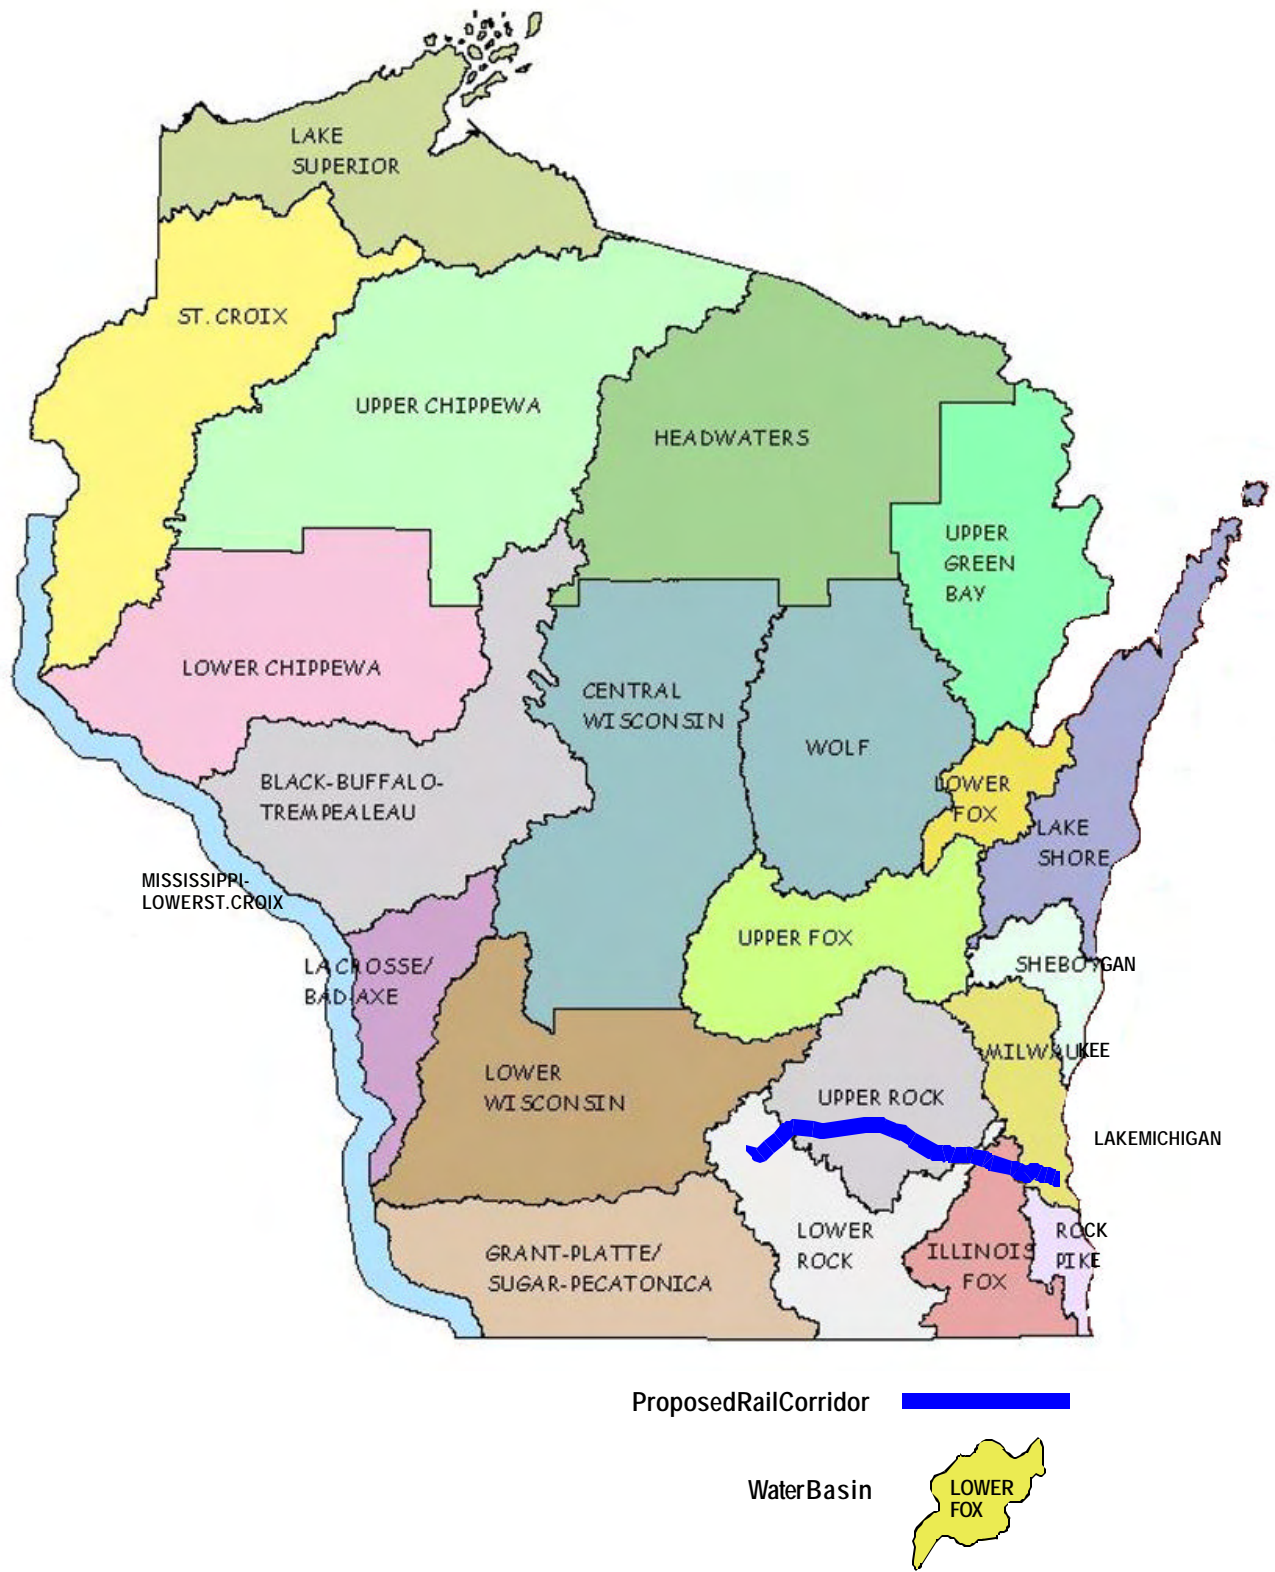 LAKE
SUPERIOR
ST. CROIX
UPPER CHIPPEWA
HEADWATERS
UPPER
GREEN
BAY
LOWER CHIPPEWA
CENTRAL
WISCONSIN
WOLF
LOWER
FOX
BLACK-BUFFALO-
TREMPEALEAU
LAKE
SHORE
MISSISSIPPI-
LOWERST.CROIX
UPPER FOX
LACROSSE/
BAD-AXE
SHEBOYGAN
MILWAUKEE
LOWER
WISCONSIN
UPPER ROCK
LAKEMICHIGAN
LOWER
ROCK
ROCK
PIKE
ILLINOIS
FOX
GRANT-PLATTE/
SUGAR-PECATONICA
ProposedRailCorridor
WaterBasin
LOWER
FOX